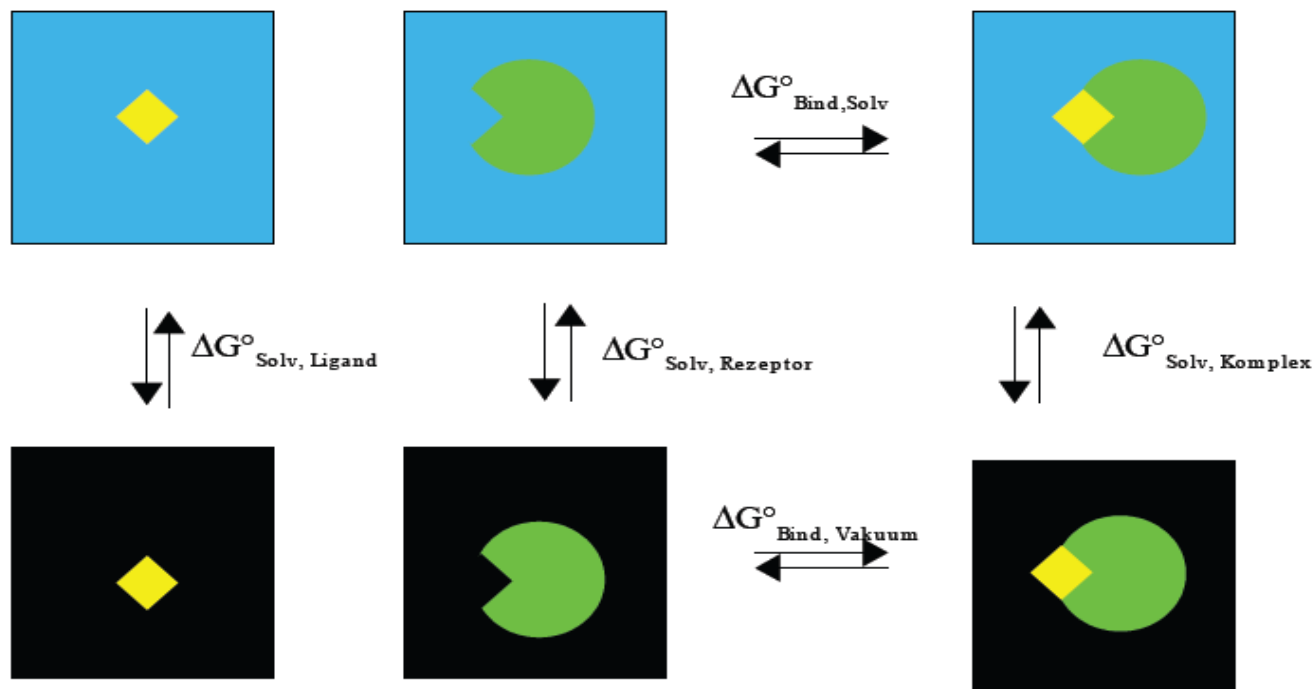 ΔG°Bind,Solv
ΔG°Solv, Ligand
ΔG°Solv, Rezeptor
ΔG°Solv, Komplex
ΔG°Bind, Vakuum